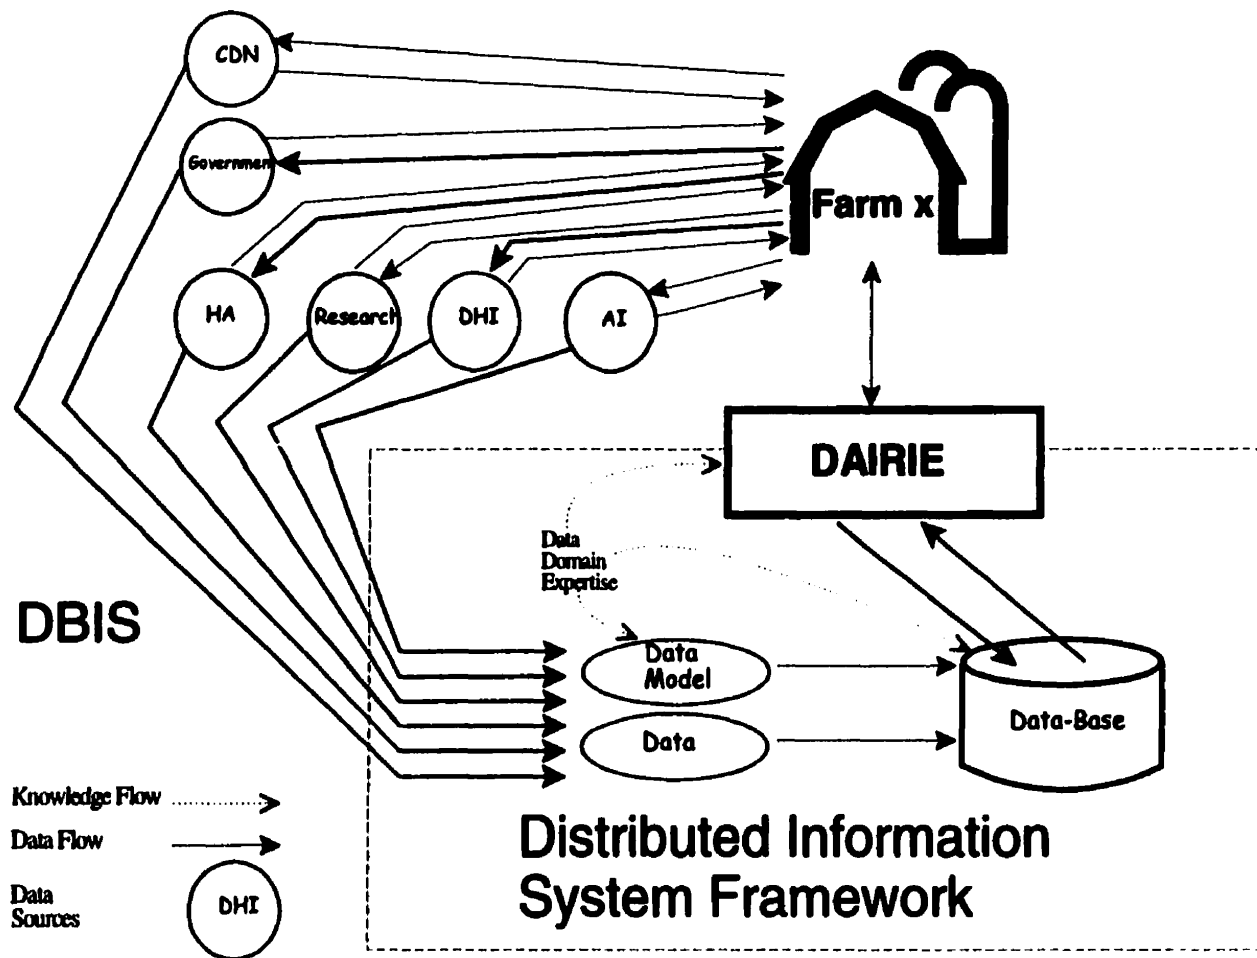 CDN
Governmen
Farm x
HA
Research
DHI
AI
DAIRIE
Data
Domain
Expertise
DBIS
Data
Model
Data
Data-Base
Knowledge Flow
Data Flow
Data
Sources
DHI
Distributed Information
System Framework